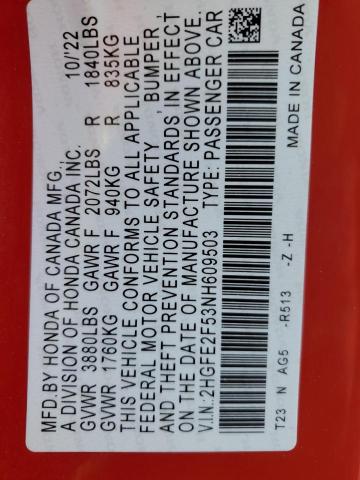 MFD.BY HONDA OF CANADA MFG., 10/22
A DIVISION OF HONDA CANADA INC.
GVWR 3880LBS GAWR F 2072LBS R 1840LBS
GVWR 1760KG GAWR F 940KG R 835KG
THIS VEHICLE CONFORMS TO ALL APPLICABLE
FEDERAL MOTOR VEHICLE SAFETY , BUMPER ,
AND THEFT PREVENTION STANDARDS IN EFFECT
ON THE DATE OF MANUFACTURE SHOWN ABOVE.
V.I.N.:2HGFE2F53NH609503 TYPE: PASSENGER CAR
T23 N AG5 -R513 -Z -H MADE IN CANADA